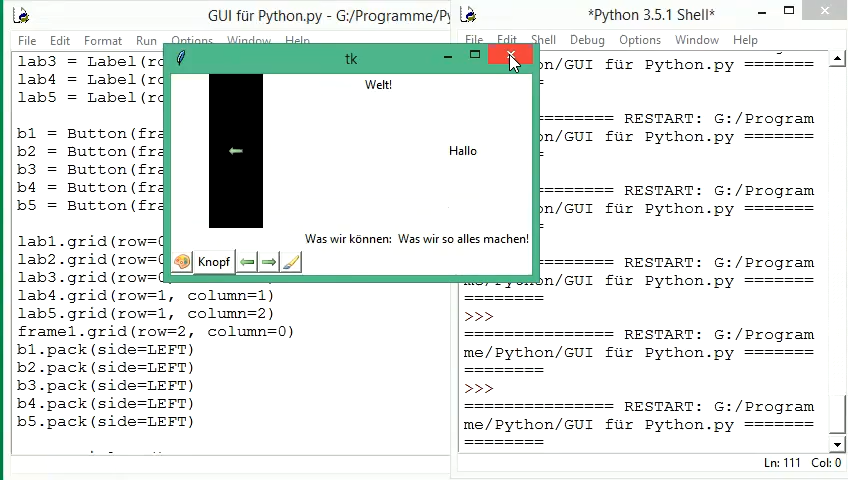 GUI für Python.py - G:/Programme/Py
File Edit Format Run Options Window Help
lab3 = Label(ro
lab4 = Label(ro
lab5 = Label(ro
b1 = Button(fra
b2 = Button(fra
b3 = Button(fra
b4 = Button(fra
b5 = Button(fra
lab1.grid(row=0
lab2.grid(row=0
lab3.grid(row=0
lab4.grid(row=1, column=1)
lab5.grid(row=1, column=2)
frame1.grid(row=2, column=0)
b1.pack(side=LEFT)
b2.pack(side=LEFT)
b3.pack(side=LEFT)
b4.pack(side=LEFT)
b5.pack(side=LEFT)
tk
Welt!
Hallo
Was wir können: Was wir so alles machen!
Knopf
*Python 3.5.1 Shell*
File Edit Shell Debug Options Window Help
on/GUI für Python.py =======
======== RESTART: G:/Program
on/GUI für Python.py =======
======== RESTART: G:/Program
on/GUI für Python.py =======
======== RESTART: G:/Program
me/Python/GUI für Python.py =======
========
>>>
=============== RESTART: G:/Program
me/Python/GUI für Python.py =======
========
>>>
=============== RESTART: G:/Program
me/Python/GUI für Python.py =======
========
Ln: 111 Col: 0